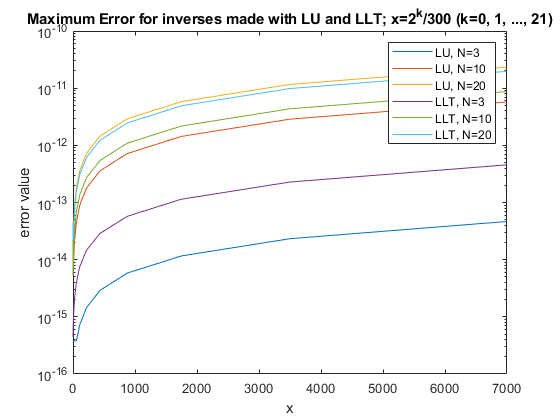 Maximum Error for inverses made with LU and LLT; x=2^k/300 (k=0, 1, ..., 21)
10^-10
10^-11
10^-12
10^-13
10^-14
10^-15
10^-16
error value
LU, N=3
LU, N=10
LU, N=20
LLT, N=3
LLT, N=10
LLT, N=20
0 1000 2000 3000 4000 5000 6000 7000
x